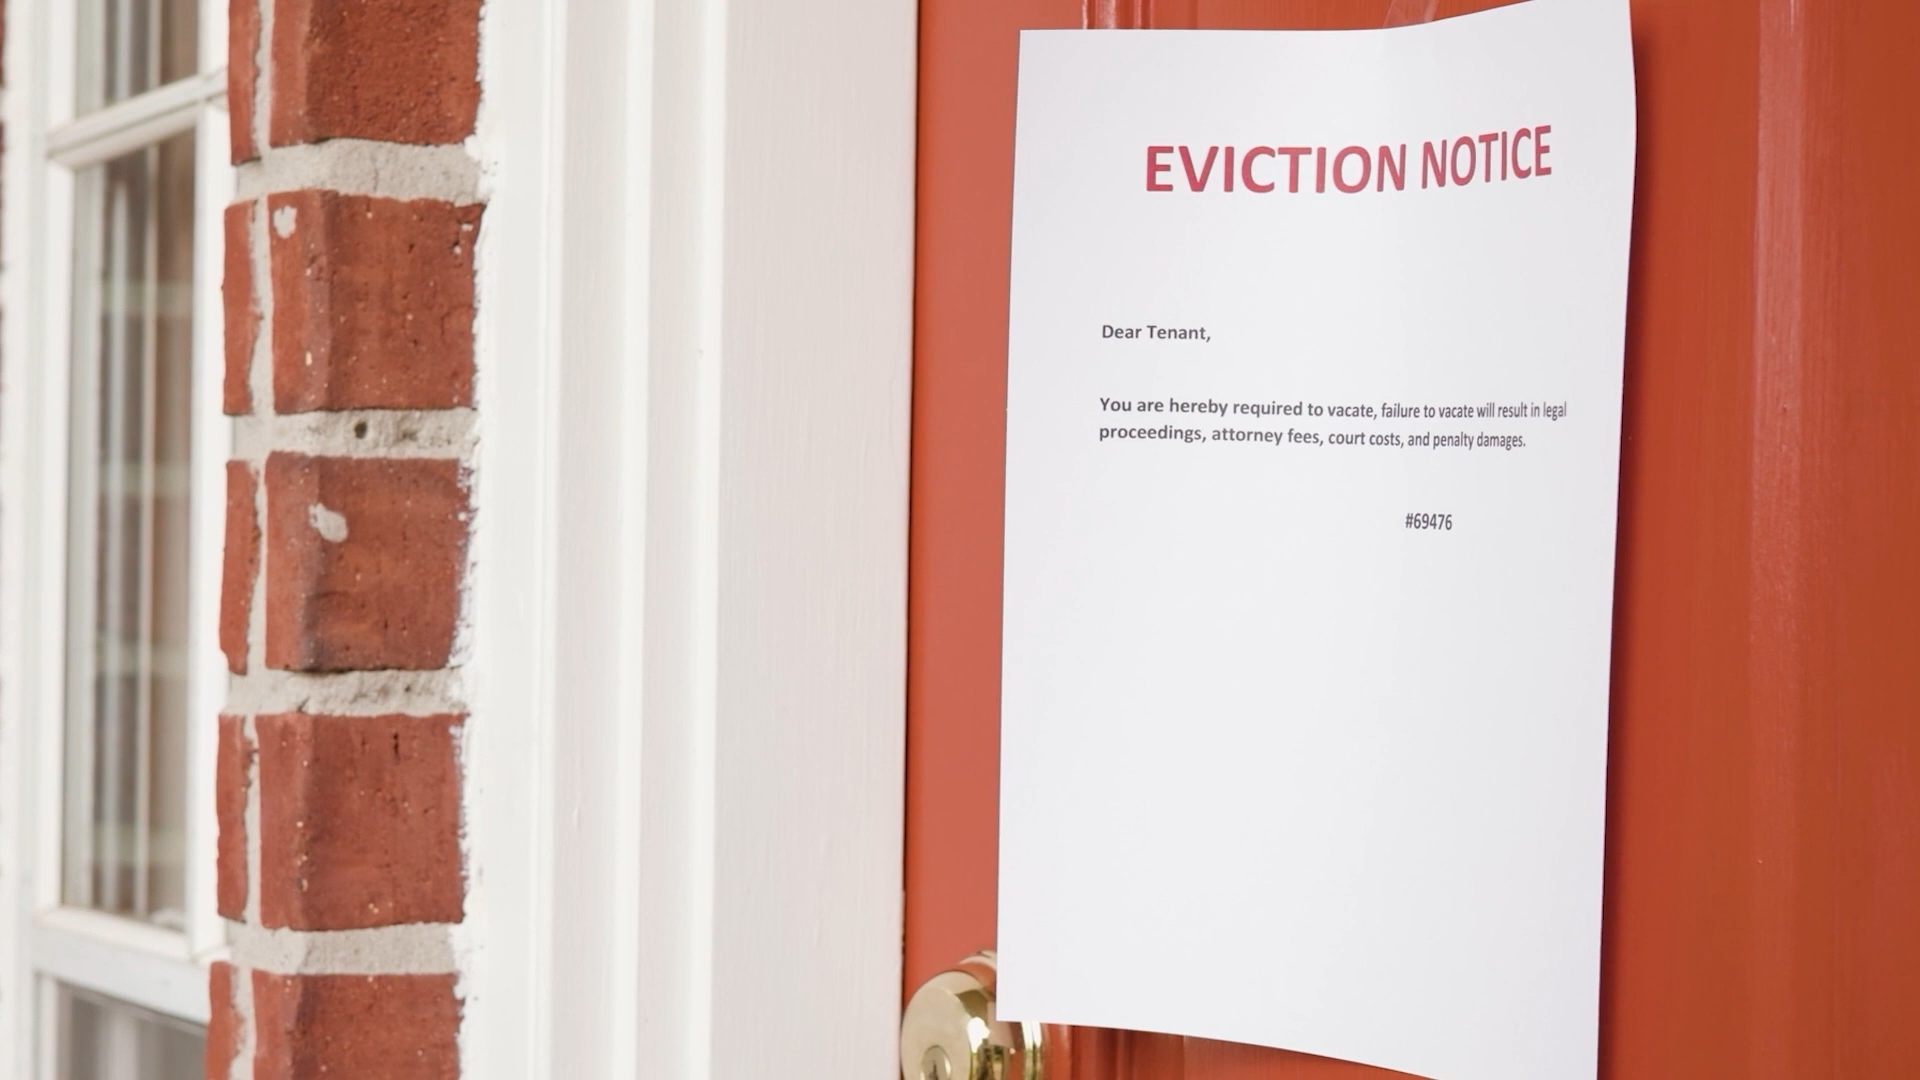 EVICTION NOTICE
Dear Tenant,
You are hereby required to vacate, failure to vacate will result in legal
proceedings, attorney fees, court costs, and penalty damages.
#69476